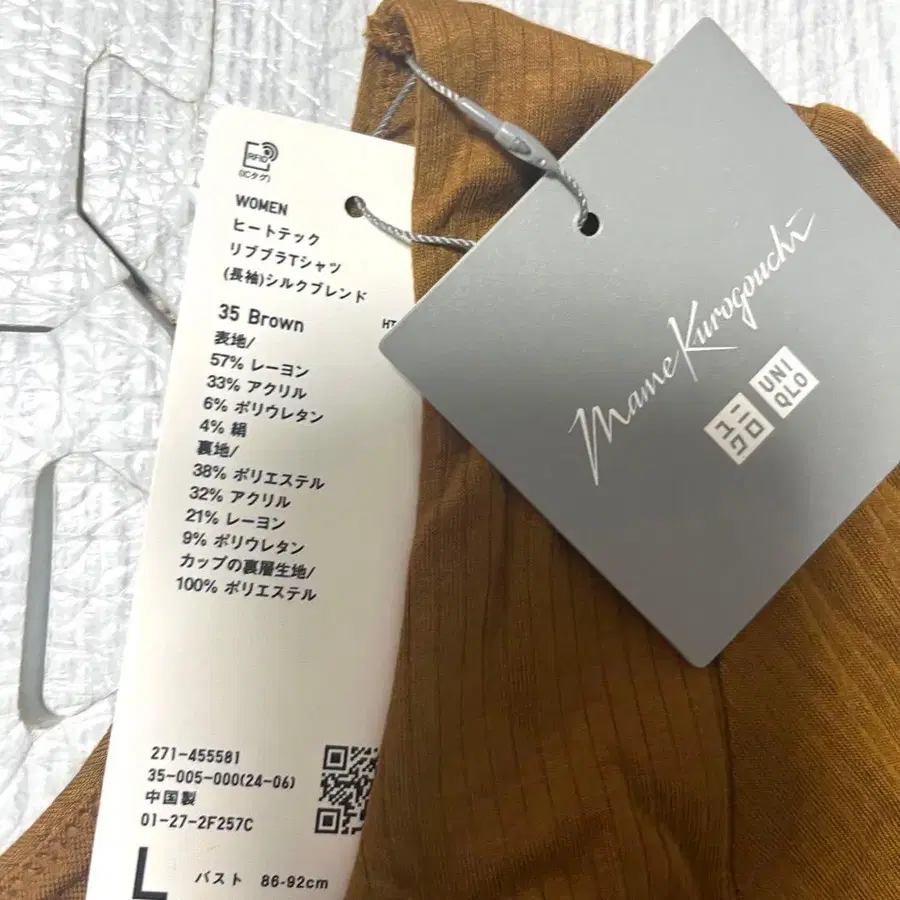 RFID
(ICタグ)
WOMEN
ヒートテック
リブブラTシャツ
(長袖)シルクブレンド
35 Brown
HT
表地/
57% レーヨン
33% アクリル
6% ポリウレタン
4% 絹
裏地/
38% ポリエステル
32% アクリル
21% レーヨン
9% ポリウレタン
カップの裏層生地/
100% ポリエステル
271-455581
35-005-000(24-06)
中国製
01-27-2F257C
L バスト 86-92cm
Mame Kurogouchi
ユニ
クロ
UNI
QLO